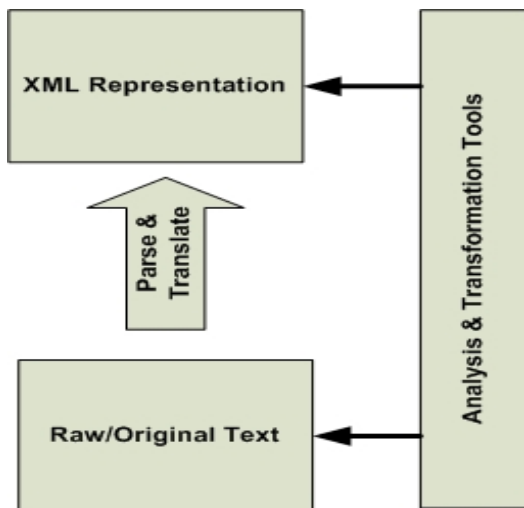 XML Representation
Parse &
Translate
Raw/Original Text
Analysis & Transformation Tools